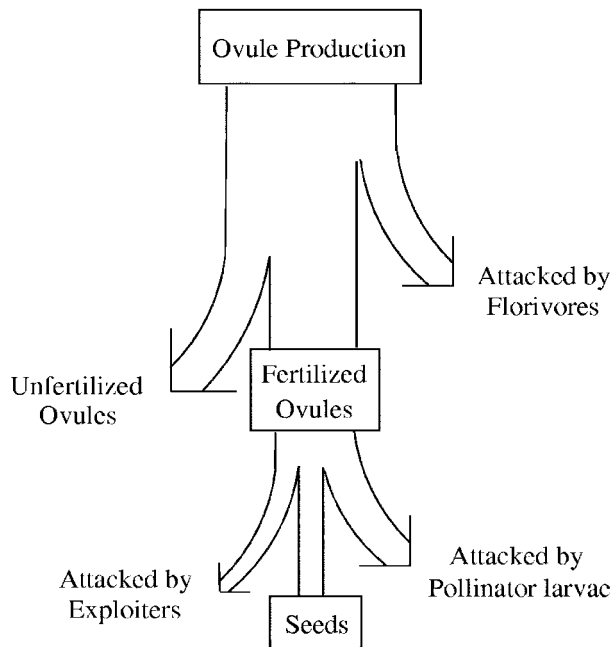 Ovule Production
Attacked by
Florivores
Unfertilized
Ovules
Fertilized
Ovules
Attacked by
Exploiters
Attacked by
Pollinator larvae
Seeds